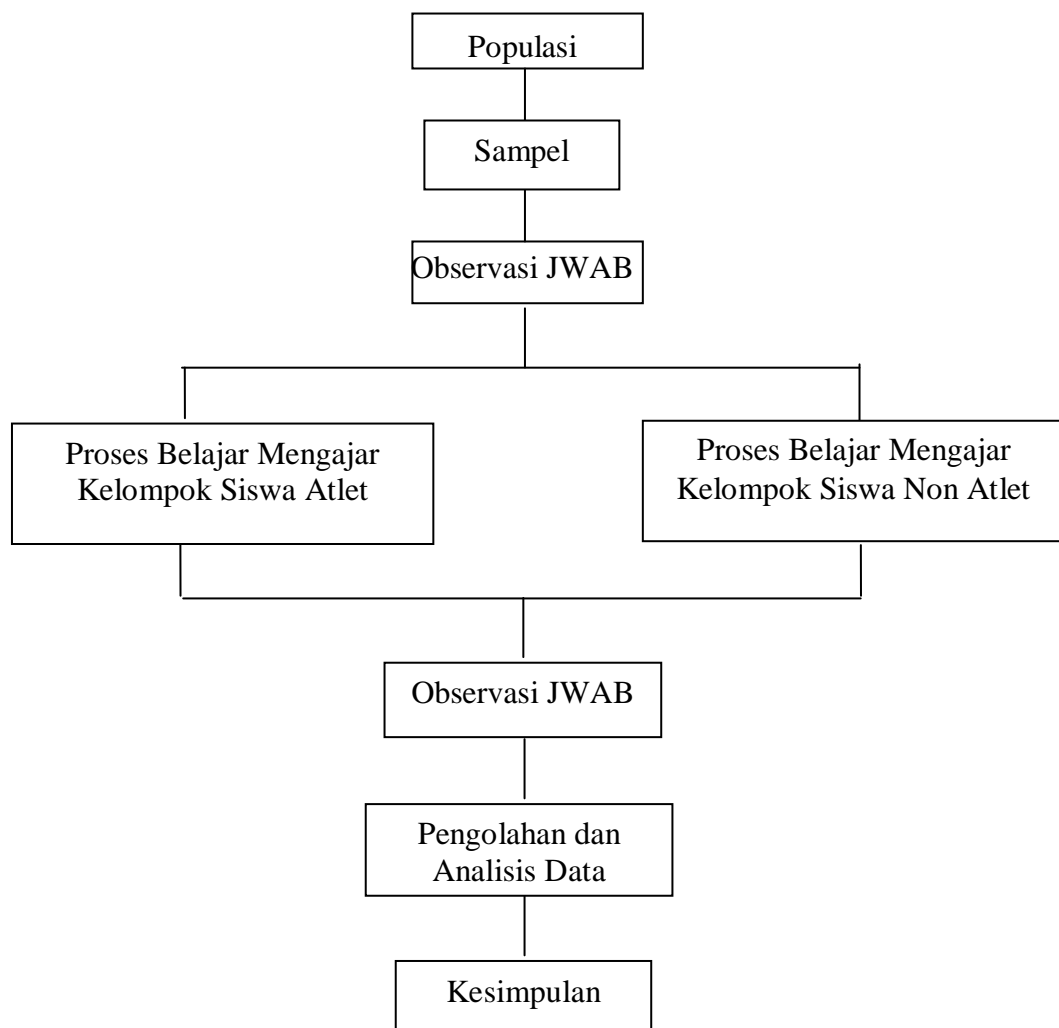 Populasi
Sampel
Observasi JWAB
Proses Belajar Mengajar
Kelompok Siswa Atlet
Proses Belajar Mengajar
Kelompok Siswa Non Atlet
Observasi JWAB
Pengolahan dan
Analisis Data
Kesimpulan